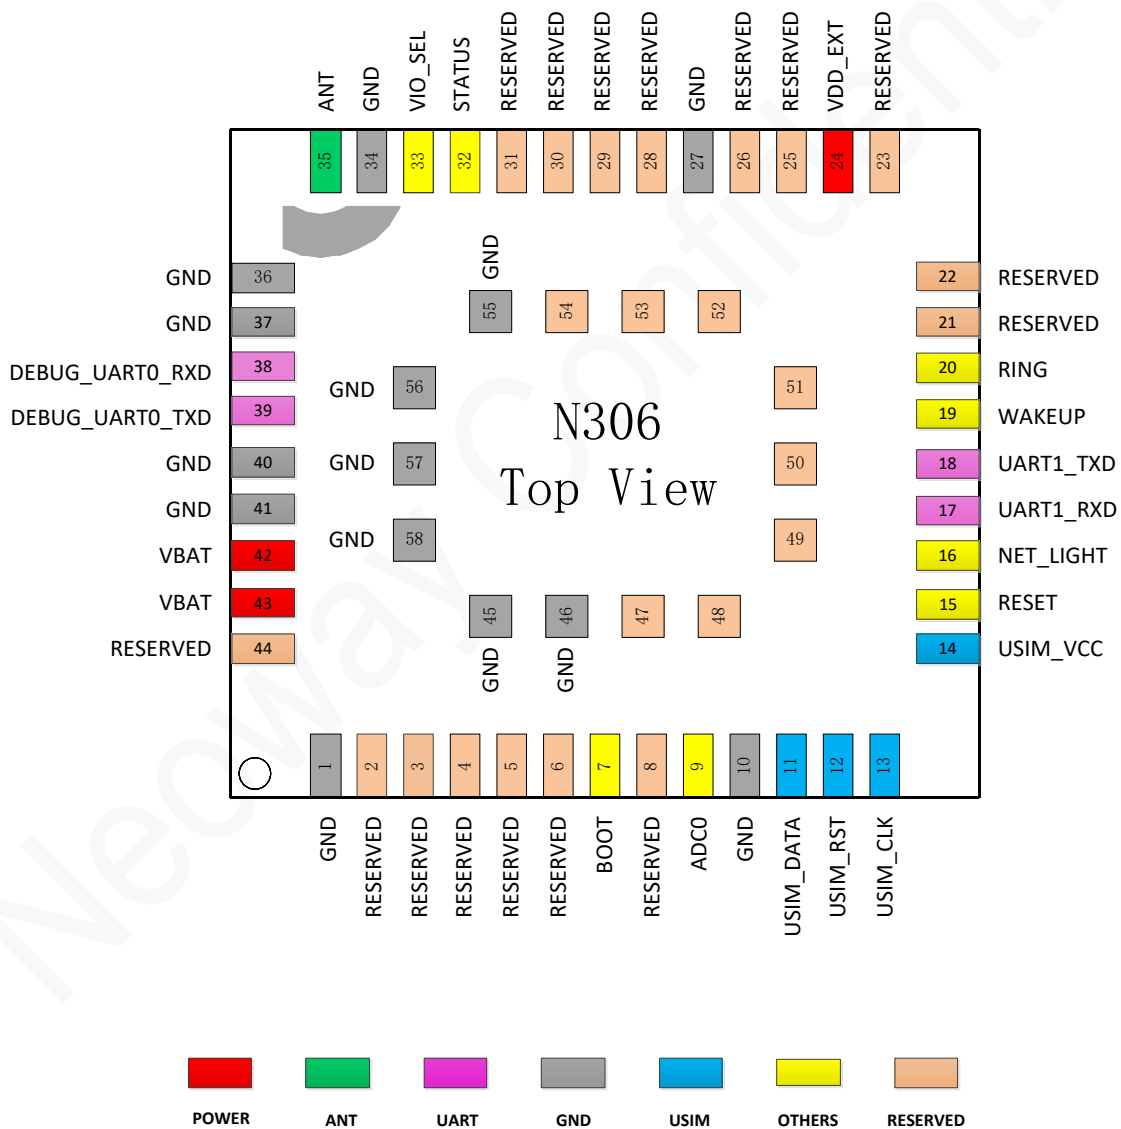 ANT
GND
VIO_SEL
STATUS
RESERVED
RESERVED
RESERVED
RESERVED
GND
RESERVED
RESERVED
VDD_EXT
RESERVED
35
34
33
32
31
30
29
28
27
26
25
24
23
GND 36
GND 37
DEBUG_UART0_RXD 38
DEBUG_UART0_TXD 39
GND 40
GND 41
VBAT 42
VBAT 43
RESERVED 44
GND
55
54
53
52
GND 56
51
GND 57
50
GND 58
49
N306
Top View
45
46
47
48
GND
GND
22 RESERVED
21 RESERVED
20 RING
19 WAKEUP
18 UART1_TXD
17 UART1_RXD
16 NET_LIGHT
15 RESET
14 USIM_VCC
1
2
3
4
5
6
7
8
9
10
11
12
13
GND
RESERVED
RESERVED
RESERVED
RESERVED
RESERVED
BOOT
RESERVED
ADC0
GND
USIM_DATA
USIM_RST
USIM_CLK
POWER
ANT
UART
GND
USIM
OTHERS
RESERVED
Neoway Confidenti